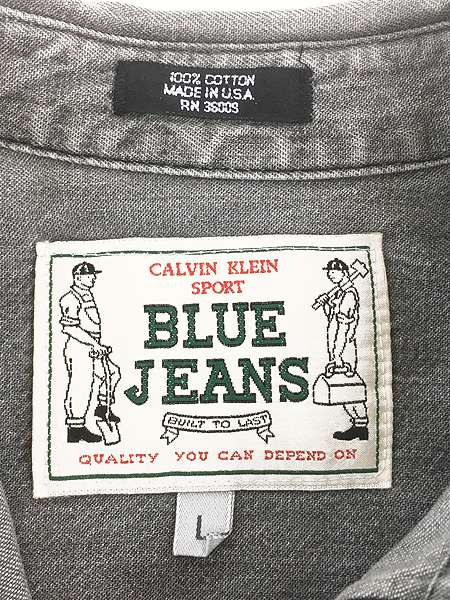 100% COTTON
MADE IN U.S.A.
RN 36009
CALVIN KLEIN
SPORT
BLUE
JEANS
BUILT TO LAST
QUALITY YOU CAN DEPEND ON
L